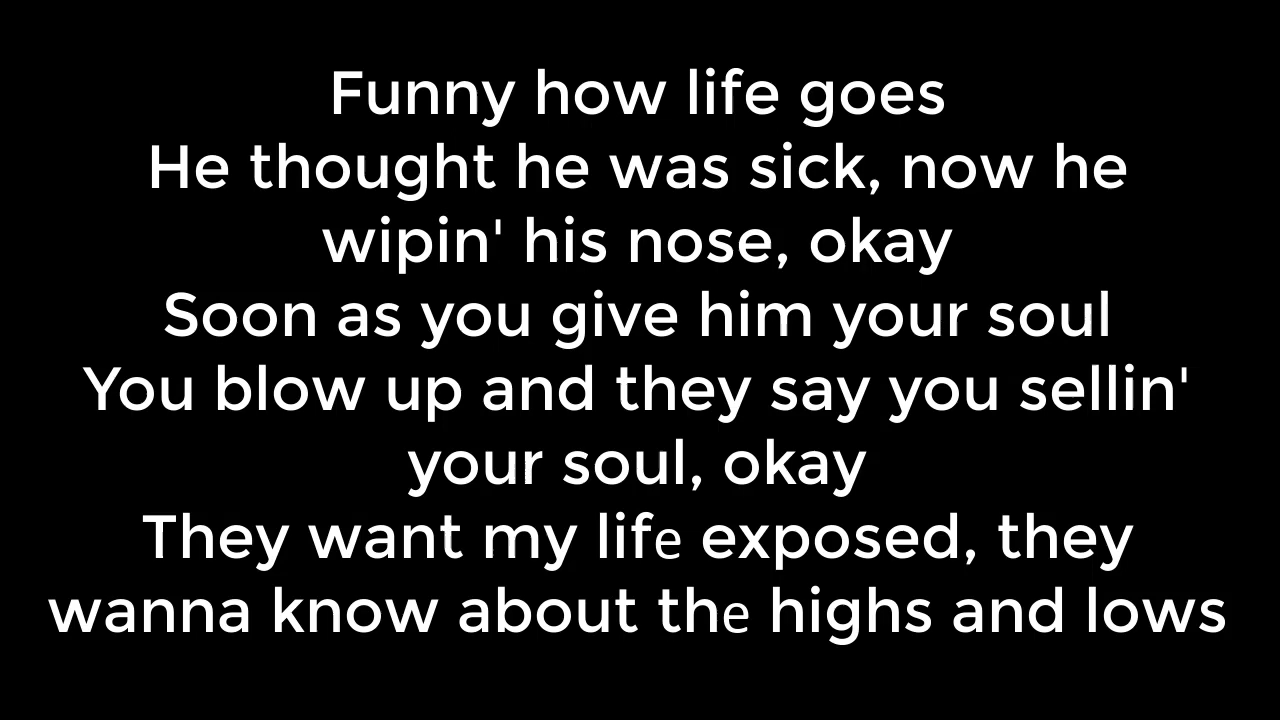 Funny how life goes
He thought he was sick, now he
wipin' his nose, okay
Soon as you give him your soul
You blow up and they say you sellin'
your soul, okay
They want my lifе exposed, they
wanna know about thе highs and lows